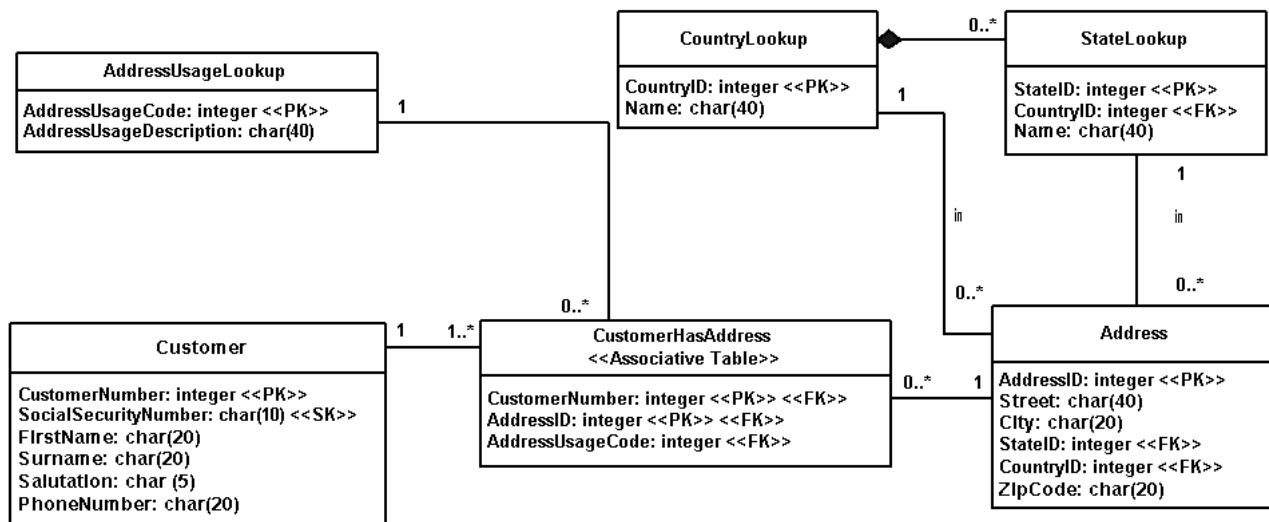 AddressUsageLookup
AddressUsageCode: integer <<PK>>
AddressUsageDescription: char(40)
1
0..*
CountryLookup
CountryID: integer <<PK>>
Name: char(40)
0..*
1
in
0..*
StateLookup
StateID: integer <<PK>>
CountryID: integer <<FK>>
Name: char(40)
1
in
0..*
Customer
CustomerNumber: integer <<PK>>
SocialSecurityNumber: char(10) <<SK>>
FirstName: char(20)
Surname: char(20)
Salutation: char (5)
PhoneNumber: char(20)
1
1..*
CustomerHasAddress
<<Associative Table>>
CustomerNumber: integer <<PK>> <<FK>>
AddressID: integer <<PK>> <<FK>>
AddressUsageCode: integer <<FK>>
0..*
1
Address
AddressID: integer <<PK>>
Street: char(40)
City: char(20)
StateID: integer <<FK>>
CountryID: integer <<FK>>
ZipCode: char(20)